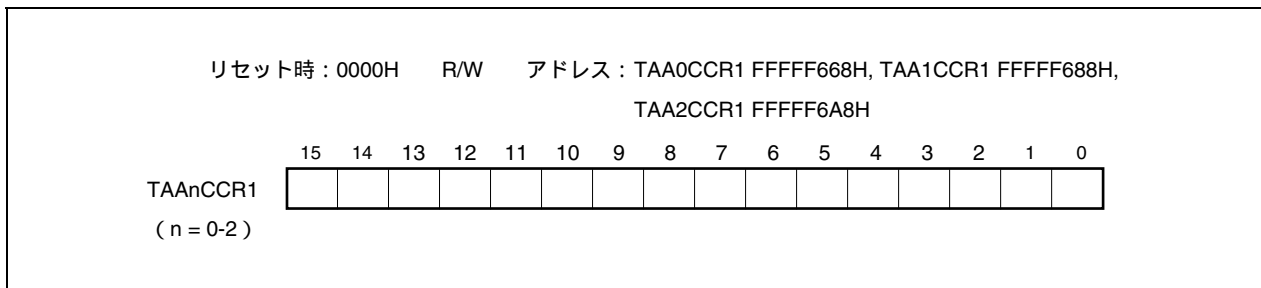 リセット時：0000H R/W アドレス：TAA0CCR1 FFFFF668H, TAA1CCR1 FFFFF688H,
TAA2CCR1 FFFFF6A8H
15 14 13 12 11 10 9 8 7 6 5 4 3 2 1 0
TAAnCCR1
（n = 0-2）